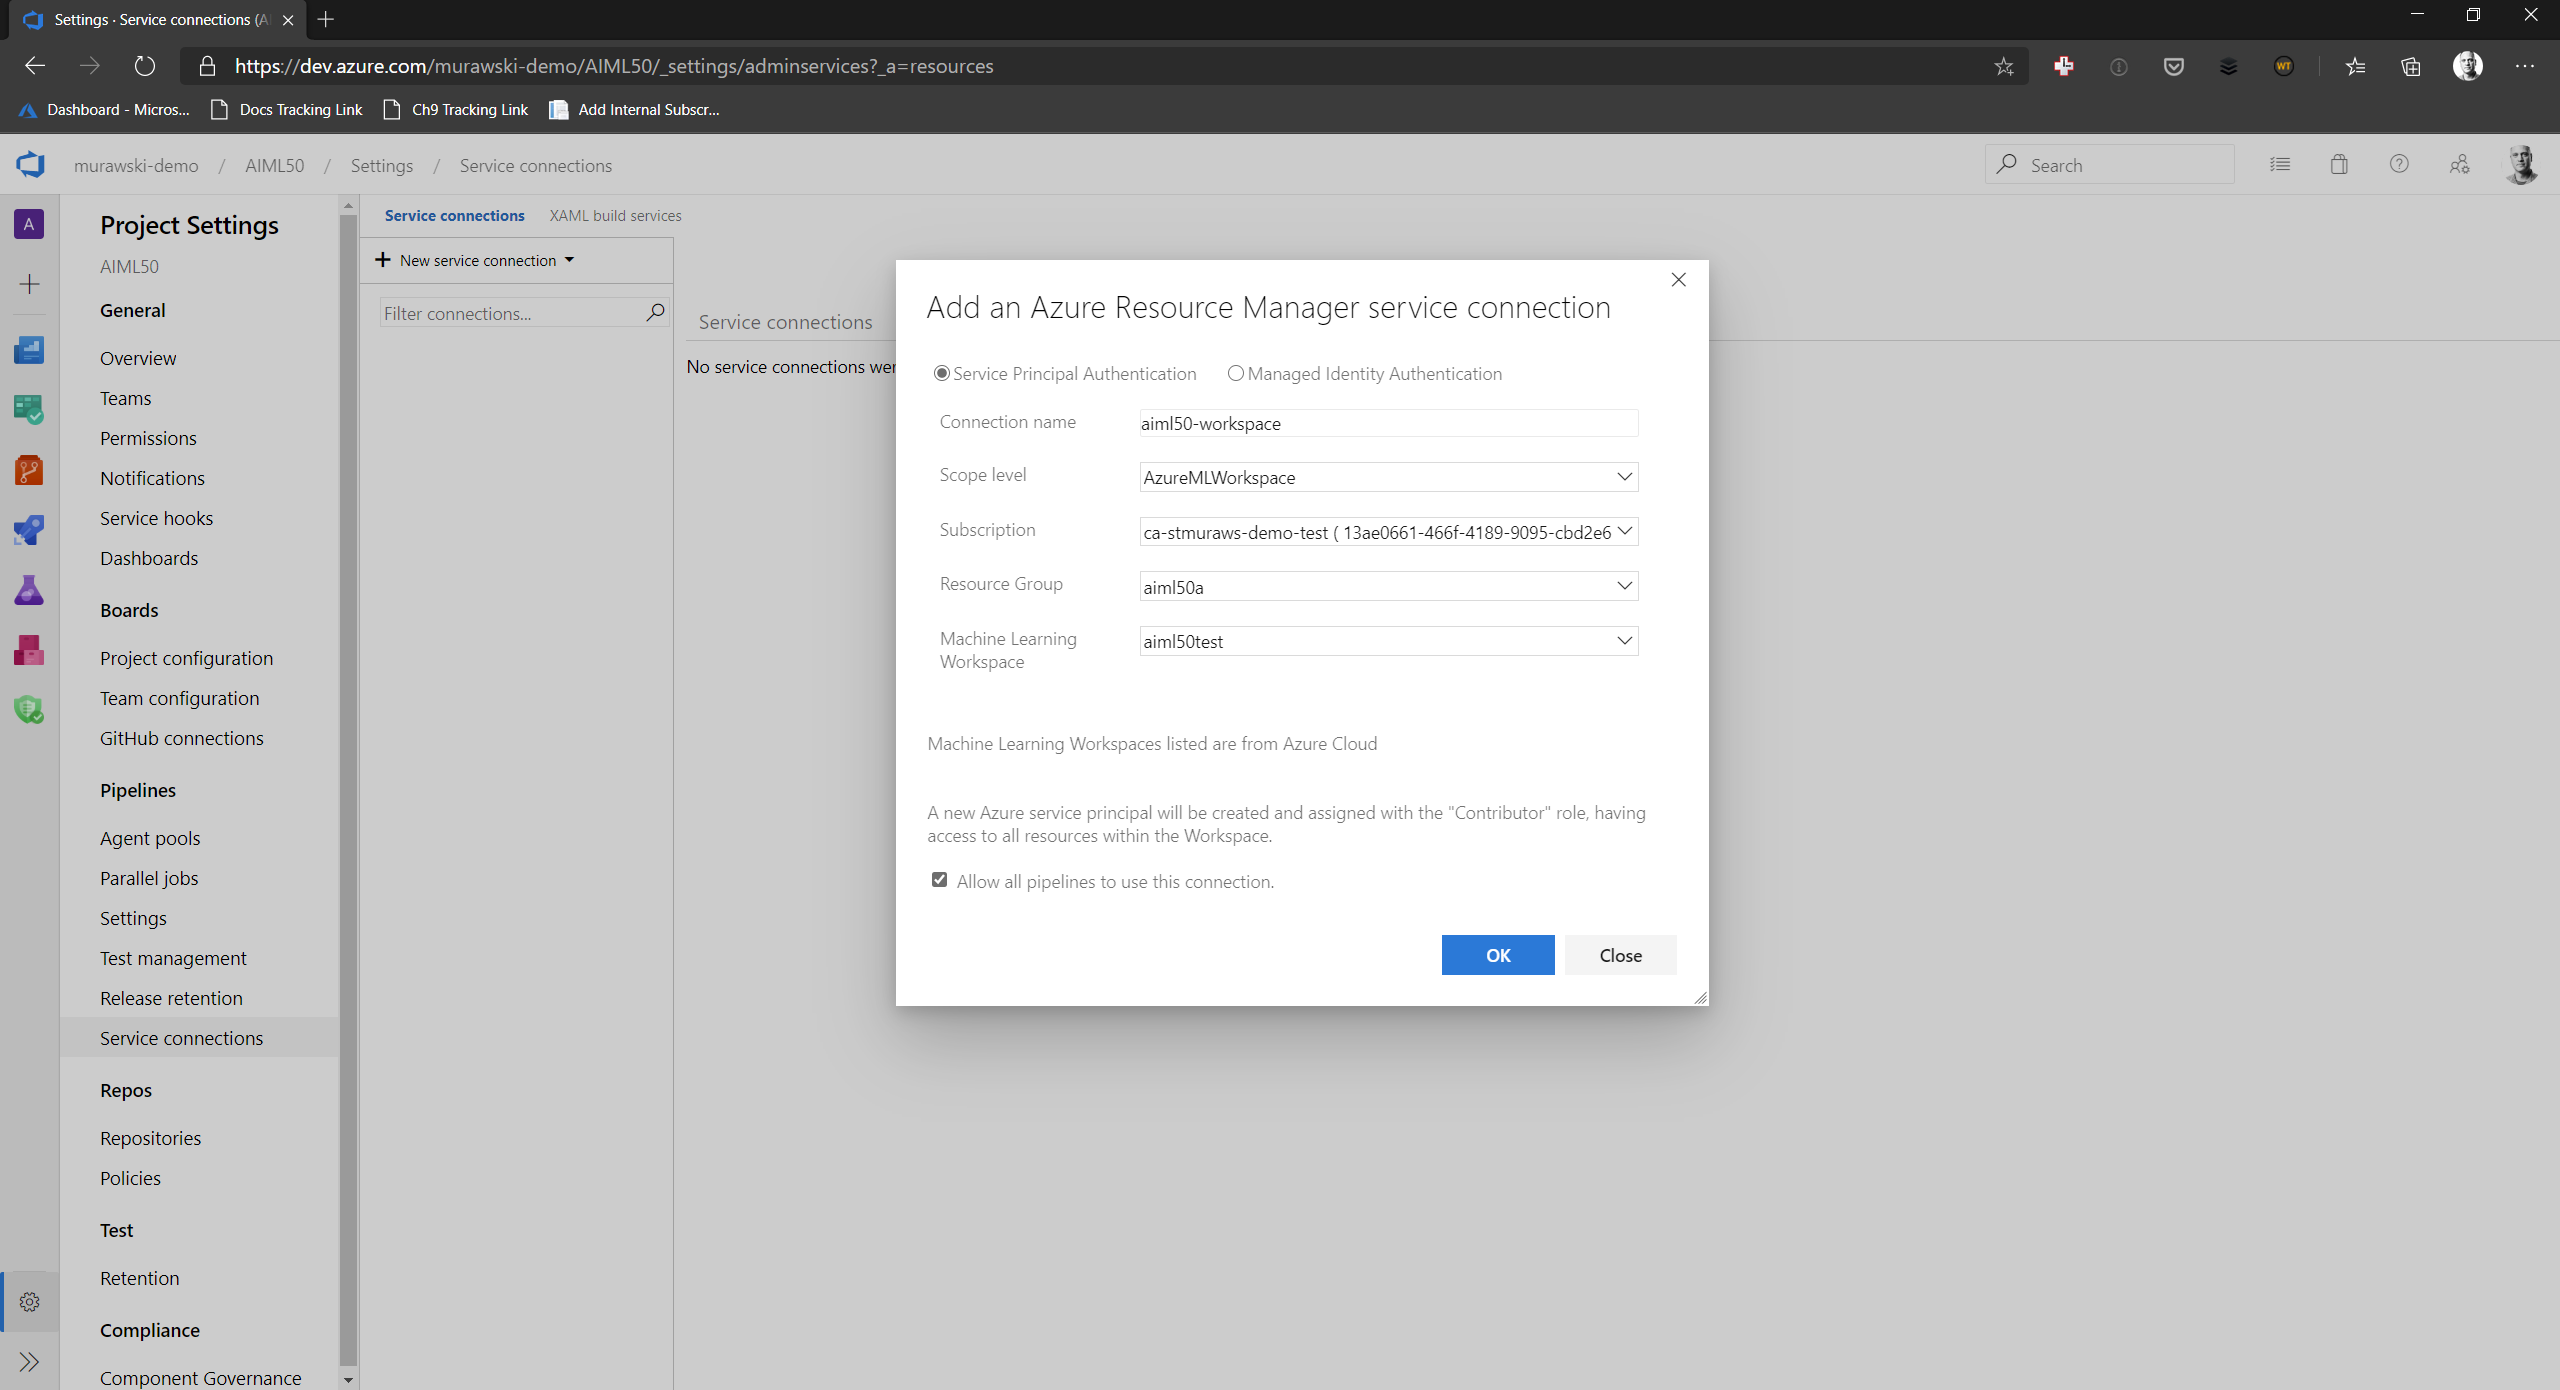 Settings · Service connections (A
https://dev.azure.com/murawski-demo/AIML50/_settings/adminservices?_a=resources
WT
Dashboard - Micros...
Docs Tracking Link
Ch9 Tracking Link
Add Internal Subscr...
murawski-demo / AIML50 / Settings / Service connections
Search
A
Project Settings
AIML50
General
Overview
Teams
Permissions
Notifications
Service hooks
Dashboards
Boards
Project configuration
Team configuration
GitHub connections
Pipelines
Agent pools
Parallel jobs
Settings
Test management
Release retention
Service connections
Repos
Repositories
Policies
Test
Retention
Compliance
Component Governance
Service connections
XAML build services
New service connection
Filter connections...
Service connections
No service connections wer
Add an Azure Resource Manager service connection
Service Principal Authentication
Managed Identity Authentication
Connection name
aiml50-workspace
Scope level
AzureMLWorkspace
Subscription
ca-stmuraws-demo-test ( 13ae0661-466f-4189-9095-cbd2e6
Resource Group
aiml50a
Machine Learning
Workspace
aiml50test
Machine Learning Workspaces listed are from Azure Cloud
A new Azure service principal will be created and assigned with the "Contributor" role, having
access to all resources within the Workspace.
Allow all pipelines to use this connection.
OK
Close